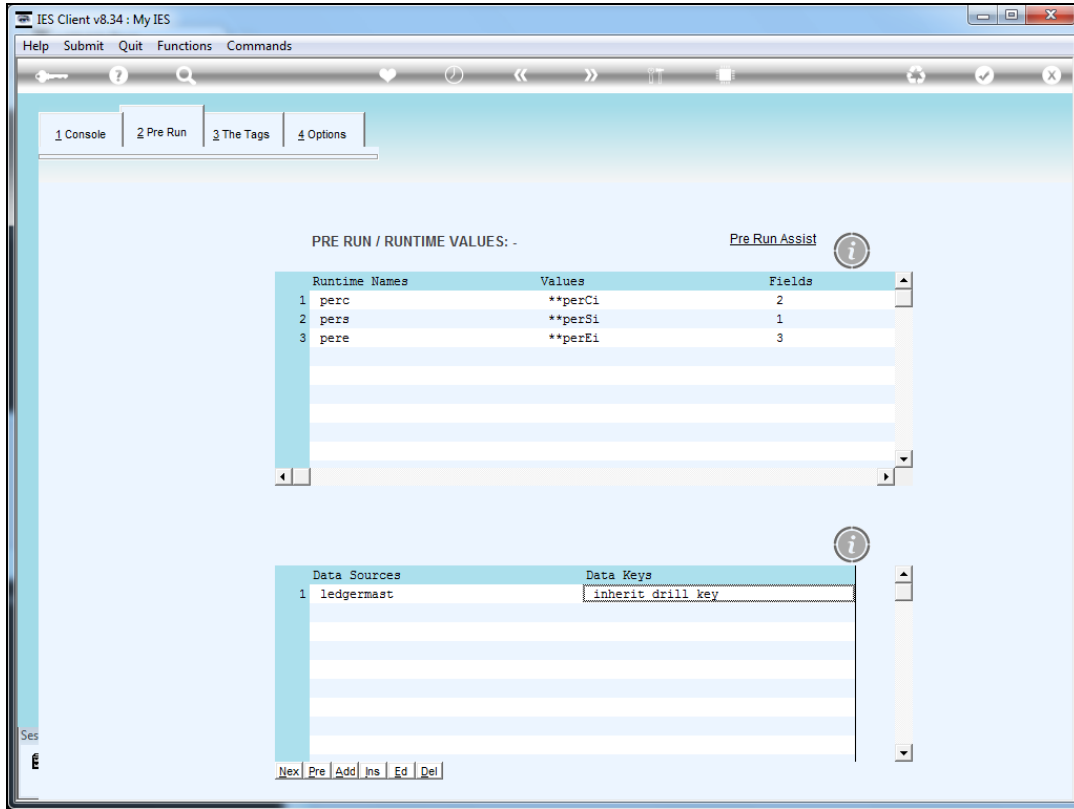 IES Client v8.34 : My IES
Help Submit Quit Functions Commands
1 Console 2 Pre Run 3 The Tags 4 Options
PRE RUN / RUNTIME VALUES: - Pre Run Assist
Runtime Names Values Fields
1 perc **perCi 2
2 pers **perSi 1
3 pere **perEi 3
Data Sources Data Keys
1 ledgermast inherit drill key
Ses
Nex Pre Add Ins Ed Del